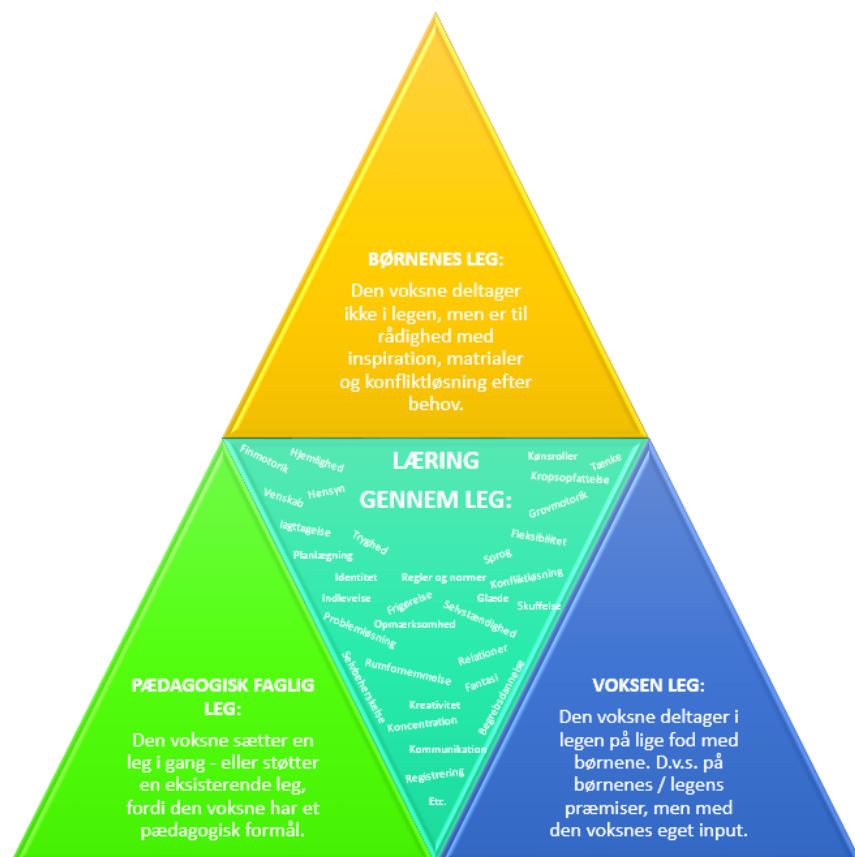 BØRNENES LEG:
Den voksne deltager
ikke i legen, men er til
rådighed med
inspiration, matrialer
og konfliktløsning efter
behov.
LÆRING
GENNEM LEG:
Finmotorik
Hjemlighed
Kønsroller
Tænke
Kropsopfattelse
Venskab
Hensyn
Grovmotorik
Iagttagelse
Tryghed
Fleksibilitet
Planlægning
Sprog
Identitet
Regler og normer
Konfliktløsning
Indlevelse
Frigørelse
Glæde
Skuffelse
Selvstændighed
Problemløsning
Opmærksomhed
Relationer
Rumfornemmelse
Selvbeherskelse
Fantasi
Begrebsdannelse
Kreativitet
Koncentration
Kommunikation
Registrering
Etc.
PÆDAGOGISK FAGLIG
LEG:
Den voksne sætter en
leg i gang - eller støtter
en eksisterende leg,
fordi den voksne har et
pædagogisk formål.
VOKSEN LEG:
Den voksne deltager i
legen på lige fod med
børnene. D.v.s. på
børnenes / legens
præmiser, men med
den voksnes eget input.